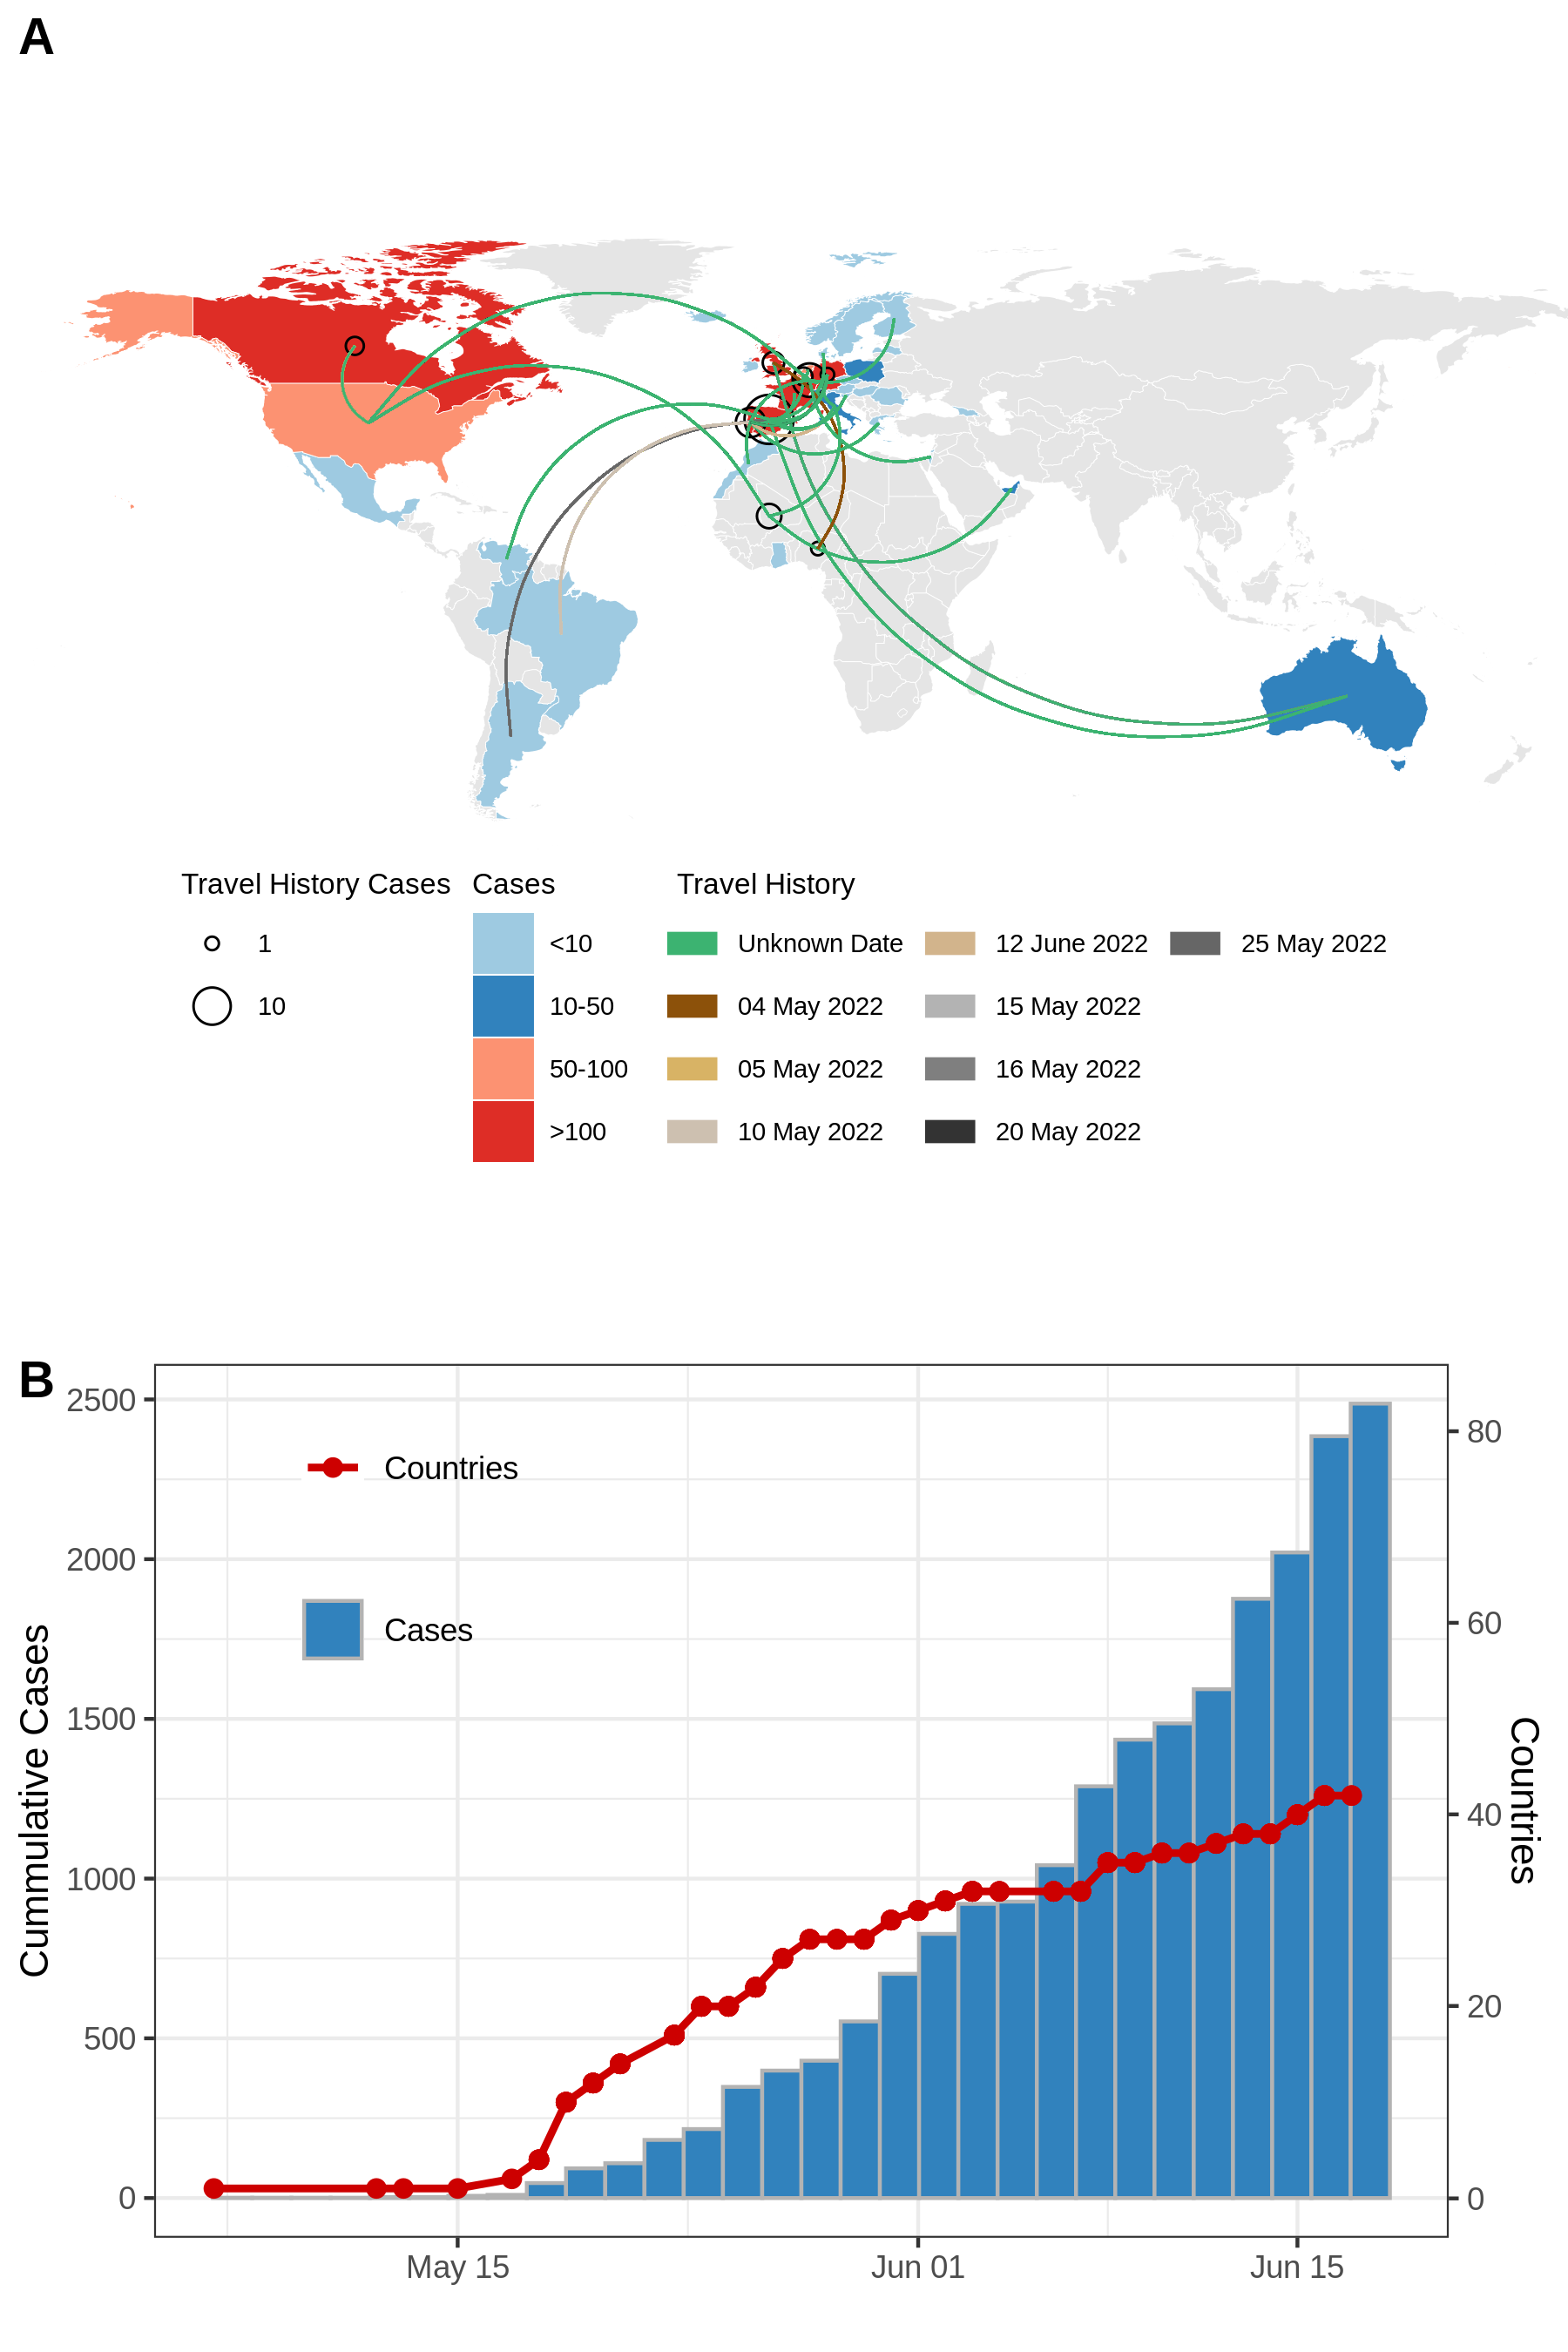 A
Travel History Cases Cases Travel History
1 <10 Unknown Date 12 June 2022 25 May 2022
10 10-50 04 May 2022 15 May 2022
50-100 05 May 2022 16 May 2022
>100 10 May 2022 20 May 2022
B
Countries
Cases
Cummulative Cases
2500
2000
1500
1000
500
0
80
60
40
20
0
Countries
May 15 Jun 01 Jun 15